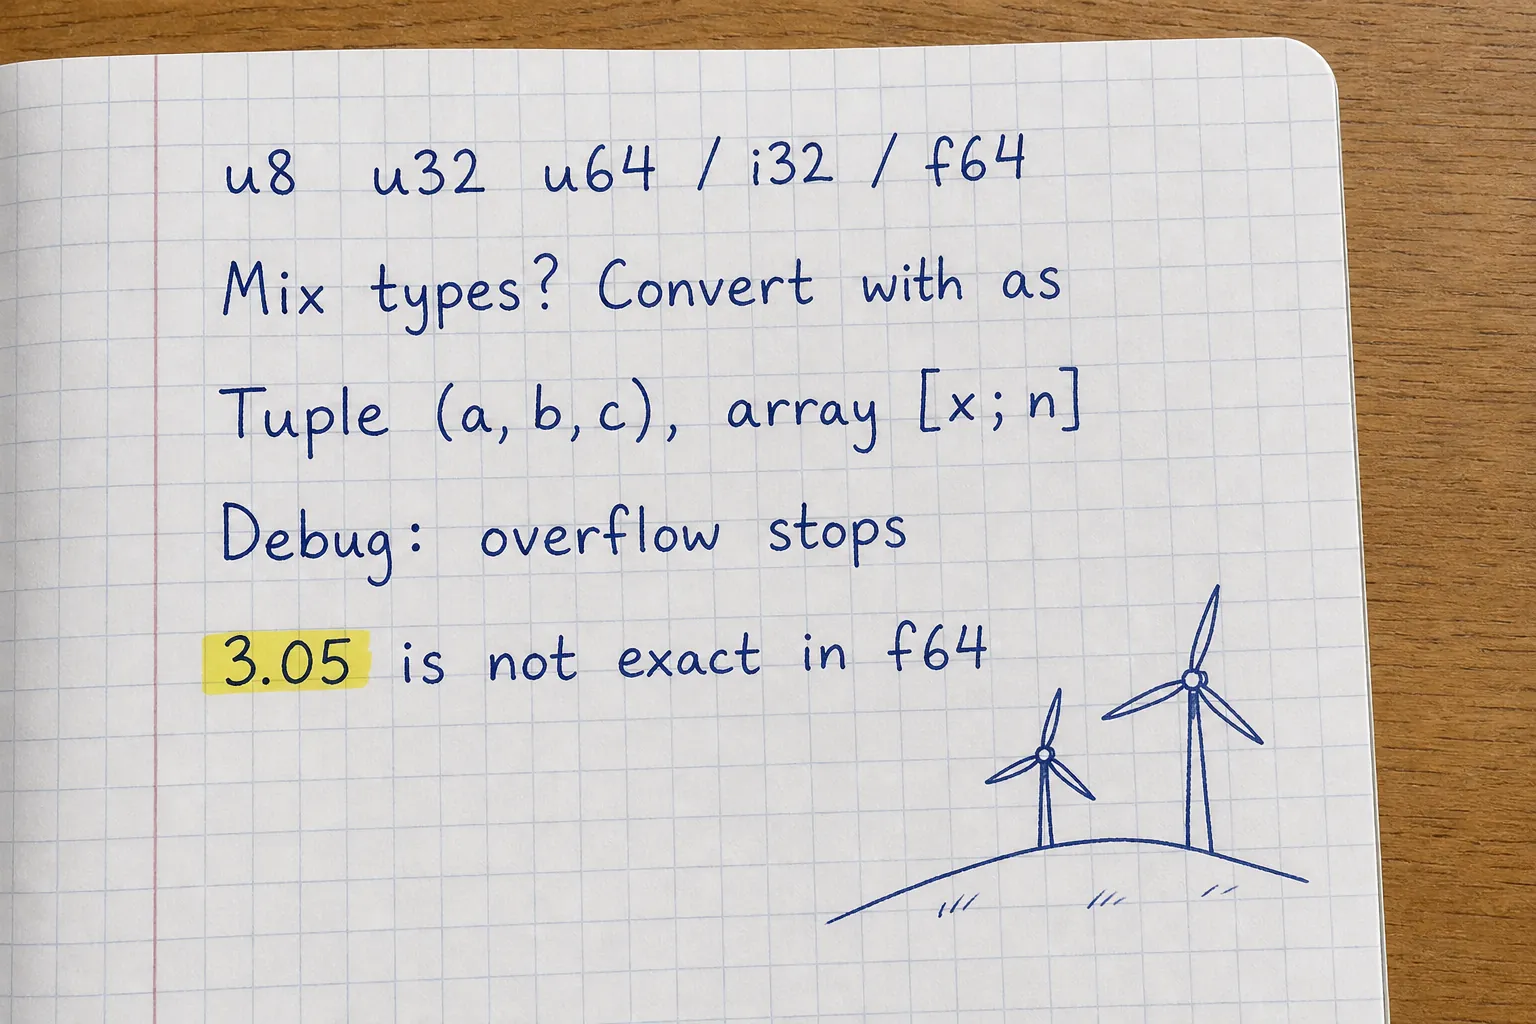 u8 u32 u64 / i32 / f64
Mix types? Convert with as
Tuple (a, b, c), array [x; n]
Debug: overflow stops
3.05 is not exact in f64